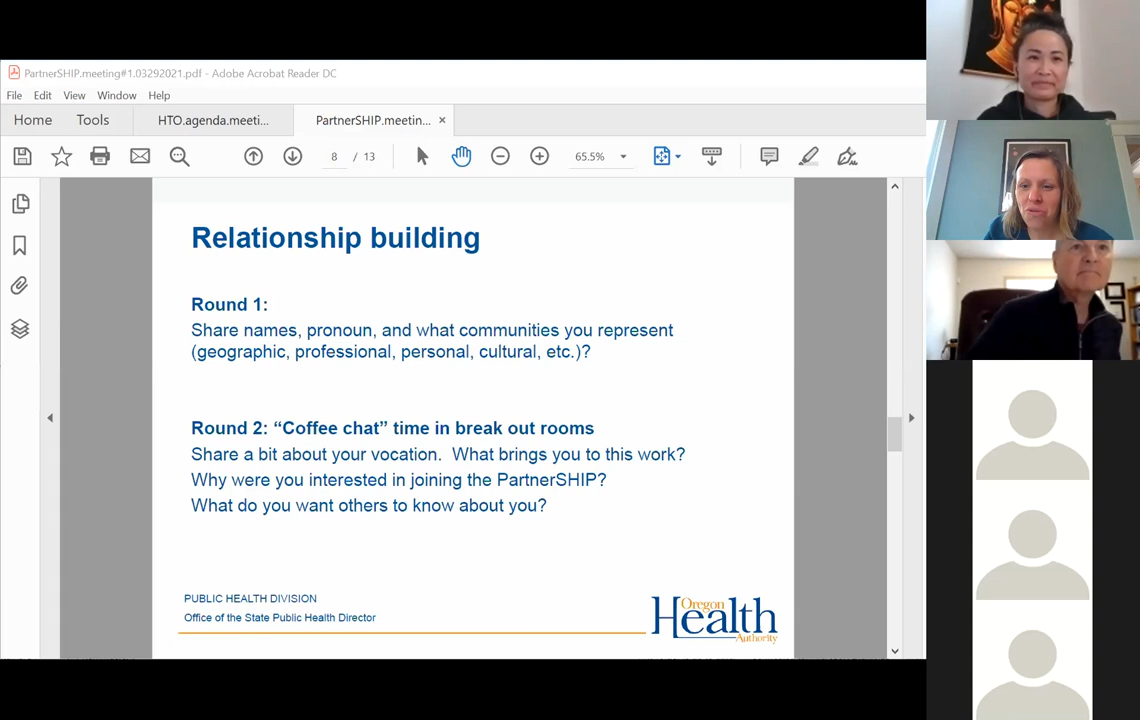 PartnerSHIP.meeting#1.03292021.pdf - Adobe Acrobat Reader DC
File Edit View Window Help
Home Tools HTO.agenda.meeti... PartnerSHIP.meetin... ×
8 / 13 65.5%
Relationship building
Round 1:
Share names, pronoun, and what communities you represent
(geographic, professional, personal, cultural, etc.)?
Round 2: “Coffee chat” time in break out rooms
Share a bit about your vocation. What brings you to this work?
Why were you interested in joining the PartnerSHIP?
What do you want others to know about you?
PUBLIC HEALTH DIVISION
Office of the State Public Health Director
Oregon
Health
Authority